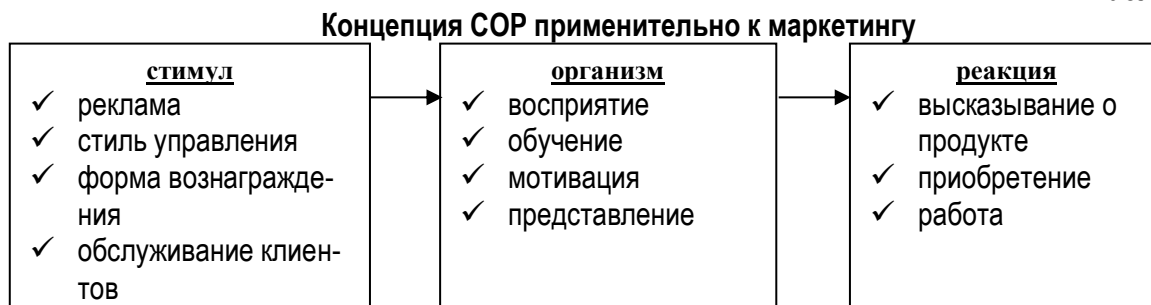 Концепция СОР применительно к маркетингу
стимул
✓ реклама
✓ стиль управления
✓ форма вознагражде-
ния
✓ обслуживание клиен-
тов
организм
✓ восприятие
✓ обучение
✓ мотивация
✓ представление
реакция
✓ высказывание о
продукте
✓ приобретение
✓ работа